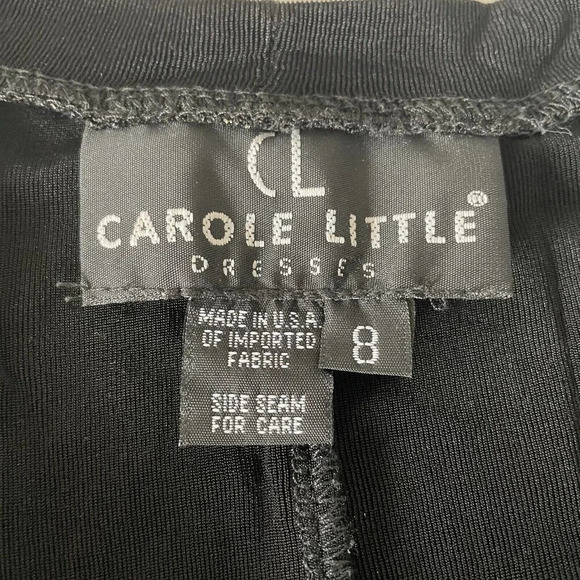 CL
CAROLE LITTLE®
DRESSES
MADE IN U.S.A.
OF IMPORTED
FABRIC
8
SIDE SEAM
FOR CARE